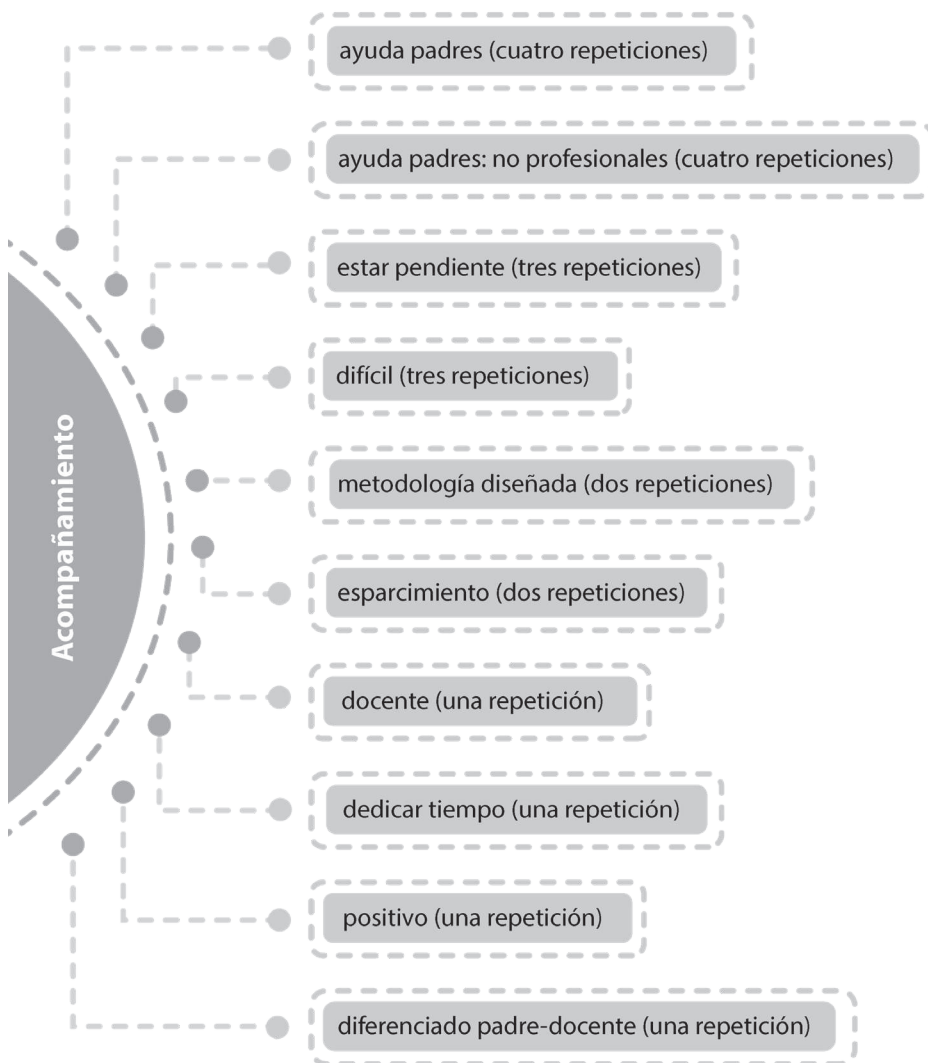 ayuda padres (cuatro repeticiones)
ayuda padres: no profesionales (cuatro repeticiones)
estar pendiente (tres repeticiones)
difícil (tres repeticiones)
Acompañamiento
metodología diseñada (dos repeticiones)
esparcimiento (dos repeticiones)
docente (una repetición)
dedicar tiempo (una repetición)
positivo (una repetición)
diferenciado padre-docente (una repetición)